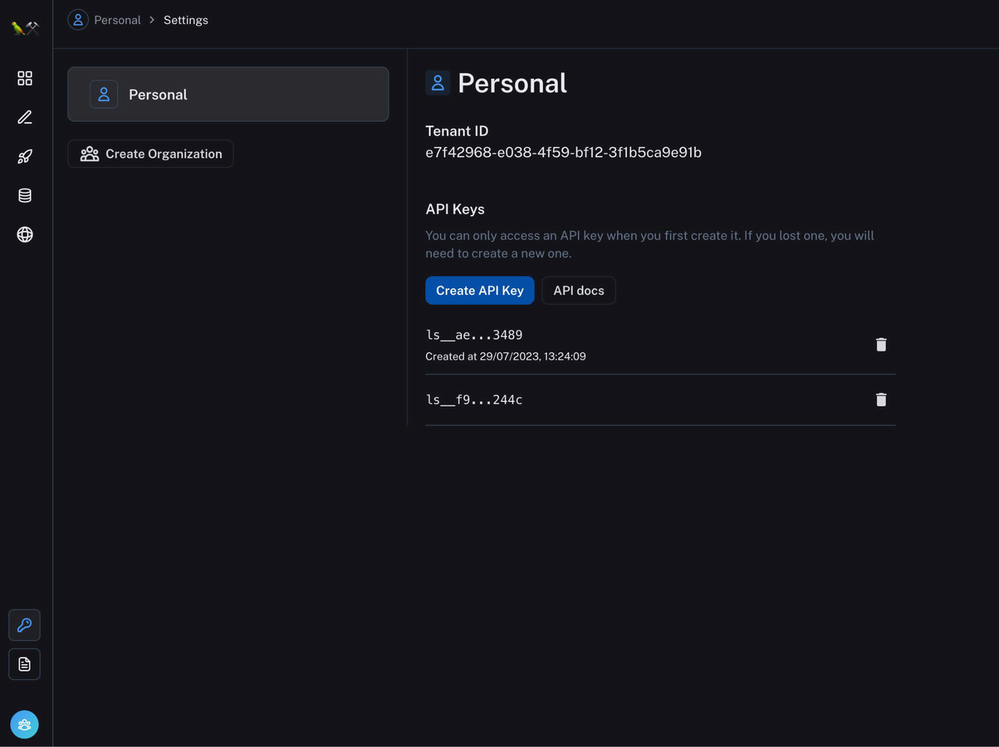 Personal > Settings
Personal
Create Organization
Personal
Tenant ID
e7f42968-e038-4f59-bf12-3f1b5ca9e91b
API Keys
You can only access an API key when you first create it. If you lost one, you will
need to create a new one.
Create API Key
API docs
ls__ae...3489
Created at 29/07/2023, 13:24:09
ls__f9...244c